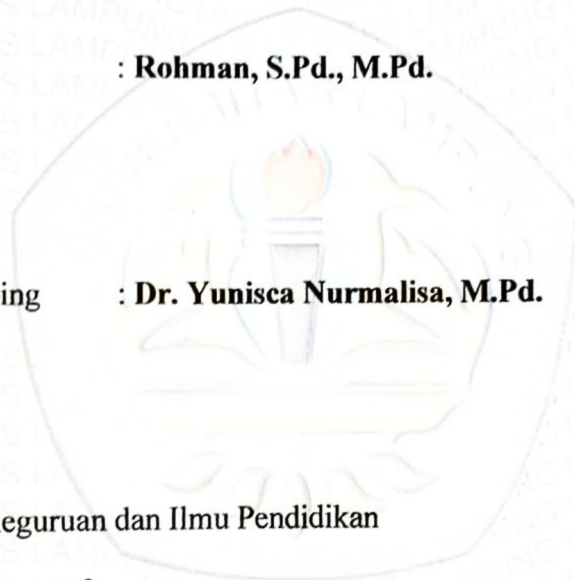 : Rohman, S.Pd., M.Pd.
ing : Dr. Yunisca Nurmalisa, M.Pd.
eguruan dan Ilmu Pendidikan